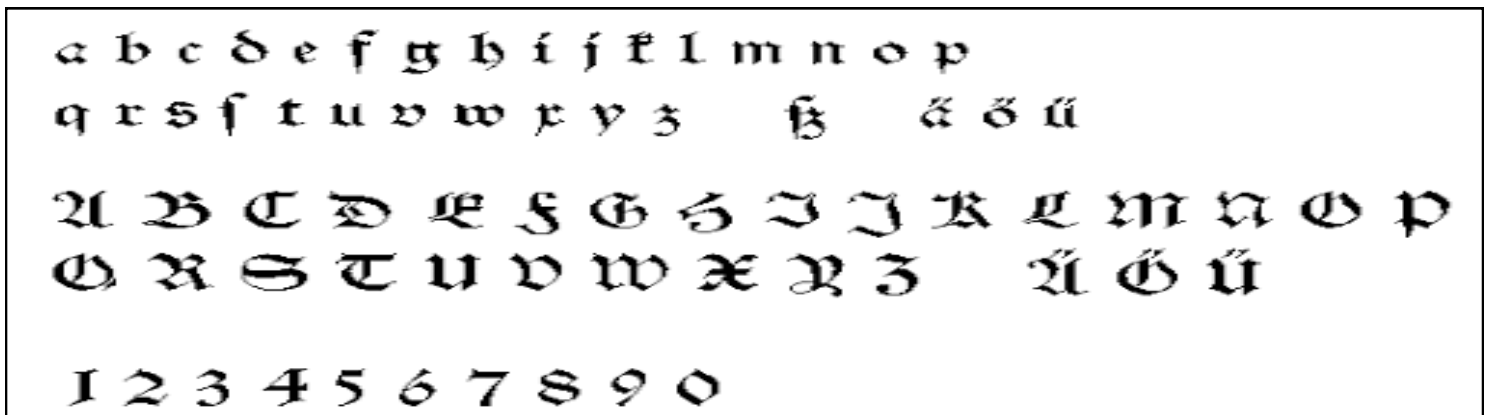 a b c d e f g h i j k l m n o p
q r s ſ t u v w x y z ß ä ö ü
A B C D E F G H I J K L M N O P
Q R S T U V W X Y Z Ä Ö Ü
1 2 3 4 5 6 7 8 9 0